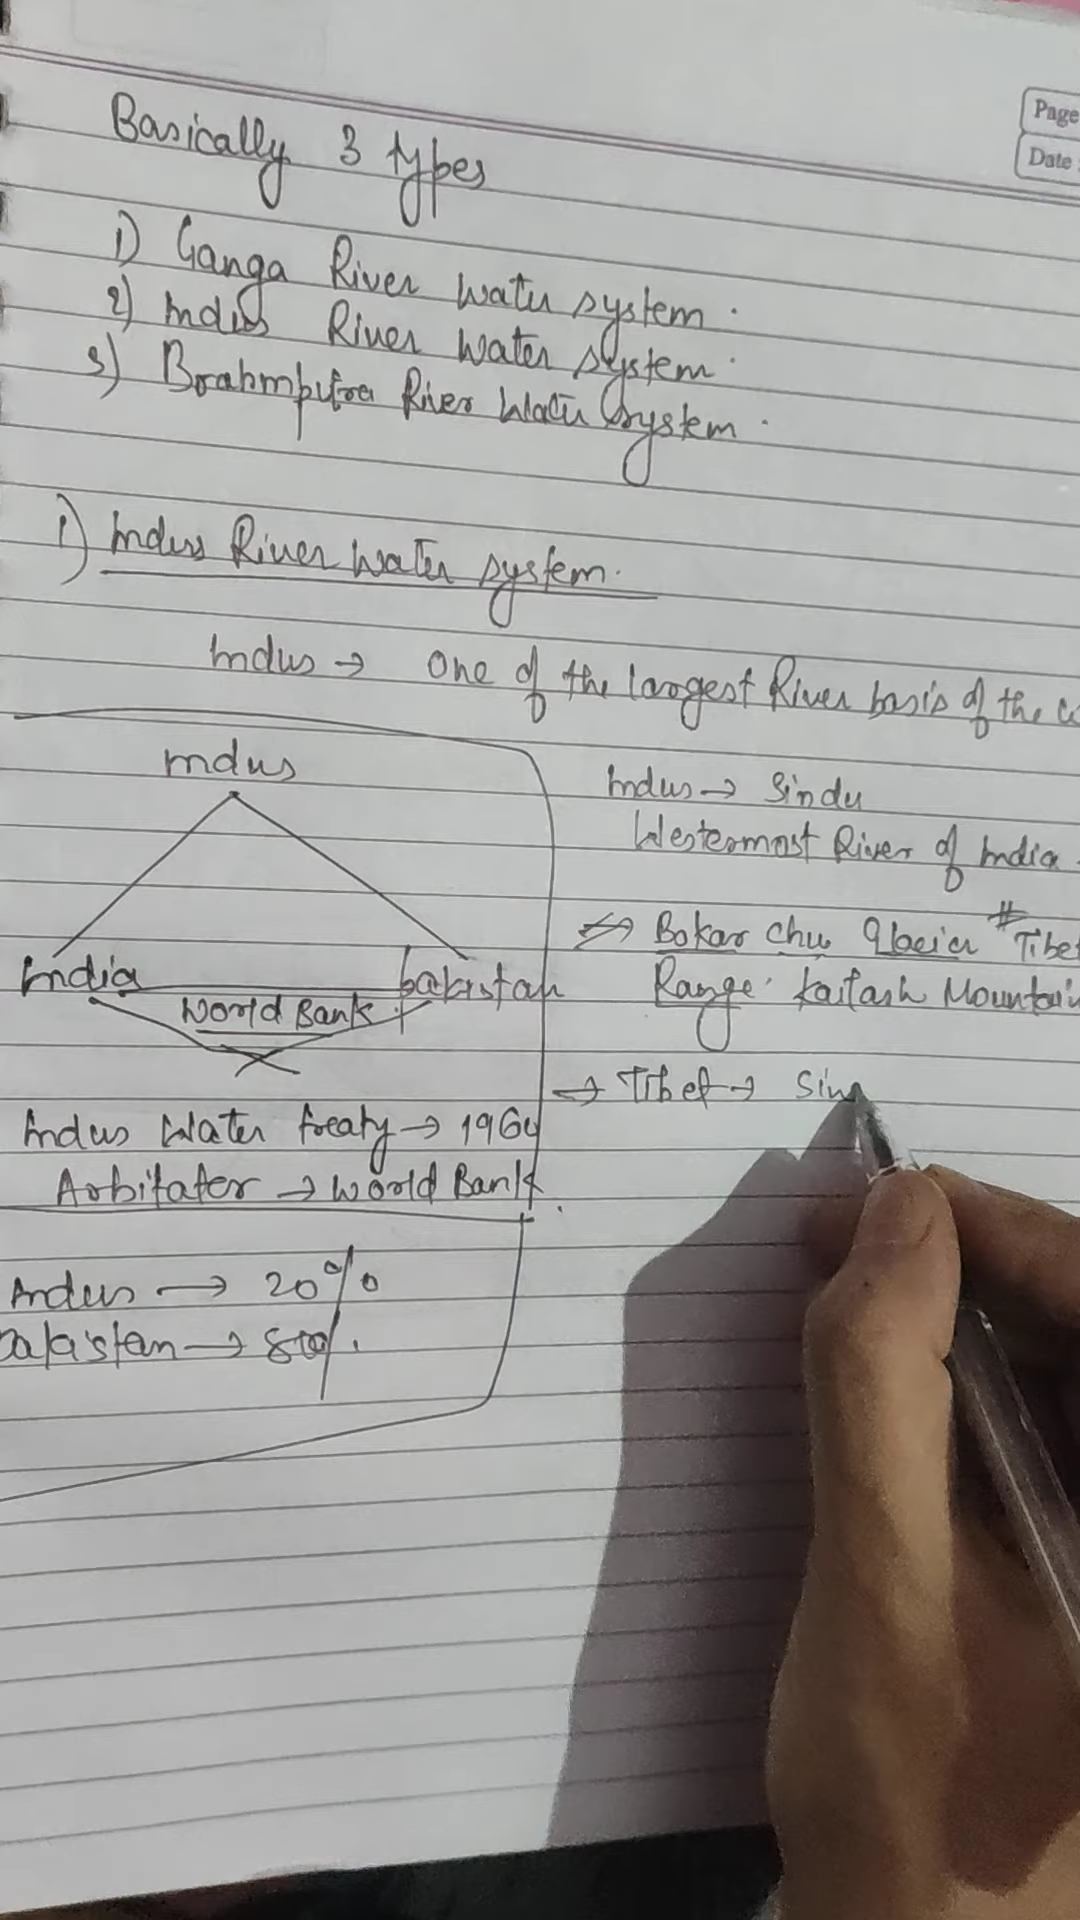 Page
Date :
Basically 3 types
1) Ganga River Water system.
2) Indus River Water system.
3) Brahmputra River Water System.
1) Indus River Water system.
Indus → One of the largest River basis of the
Indus
India
Pakistan
World Bank
Indus Water treaty → 1960
Arbitater → World Bank.
Indus → 20%
Pakistan → 80%.
Indus → Sindu
Westernmost River of India.
⇒ Bokar chu Glacier # Tibet
Range: Kailash Mountain
→ Tibet → Sin